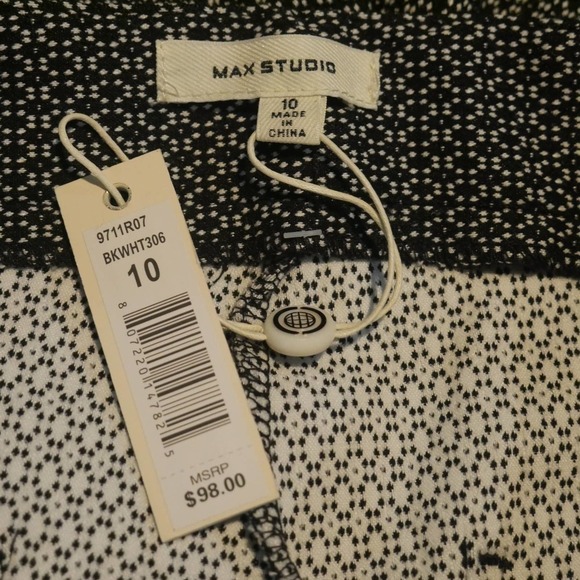 MAX STUDIO
10
MADE
IN
CHINA
9711R07
BKWHT306
10
8 07220 14782 5
MSRP
$98.00